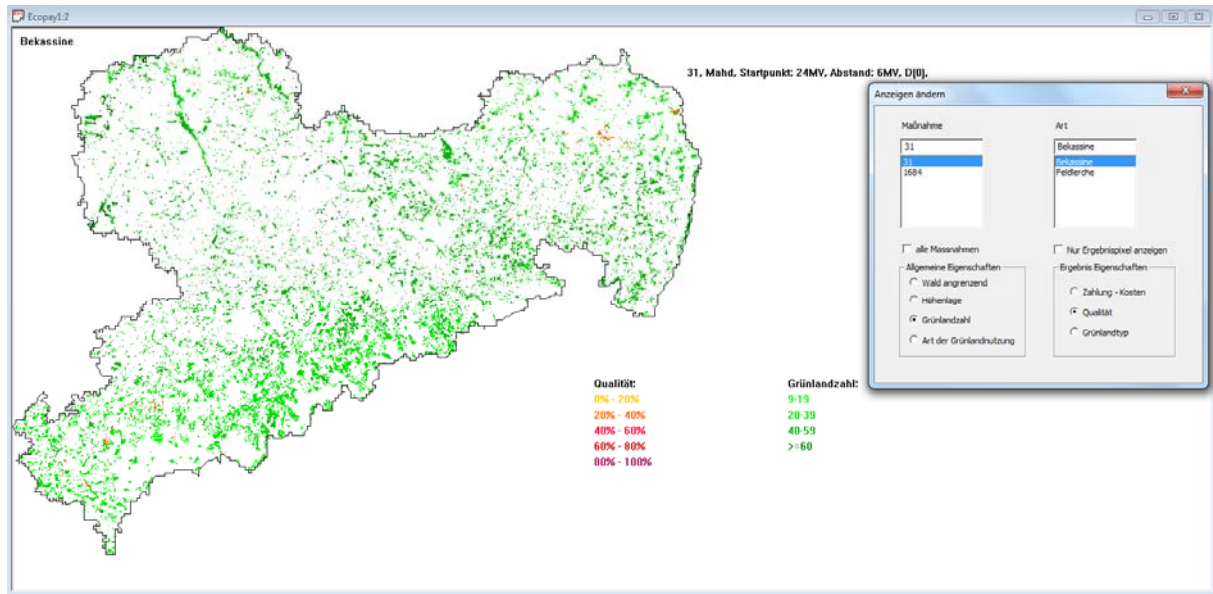 Ecopay1:2
Bekassine
31, Mahd, Startpunkt: 24MV, Abstand: 6MV, D[0],
Anzeigen ändern
Maßnahme
Art
31
Bekassine
31
Bekassine
1684
Feldlerche
alle Massnahmen
Nur Ergebnispixel anzeigen
Allgemeine Eigenschaften
Ergebnis Eigenschaften
Wald angrenzend
Zahlung - Kosten
Höhenlage
Qualität
Grünlandzahl
Grünlandtyp
Art der Grünlandnutzung
Qualität:
Grünlandzahl:
0% - 20%
9-19
20% - 40%
20-39
40% - 60%
40-59
60% - 80%
>=60
80% - 100%